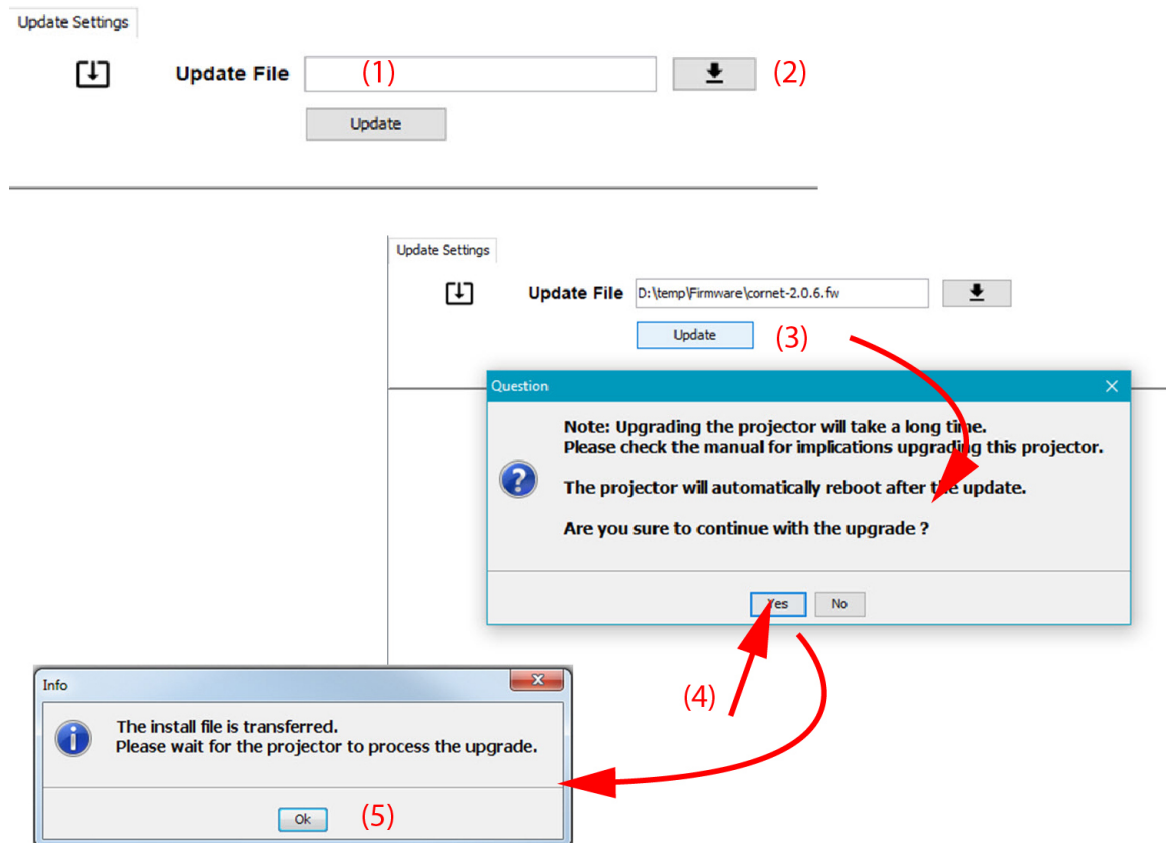 Update Settings
Update File (1) (2)
Update
Update Settings
Update File D:\temp\Firmware\cornet-2.0.6.fw
Update (3)
Question
Note: Upgrading the projector will take a long time.
Please check the manual for implications upgrading this projector.
The projector will automatically reboot after the update.
Are you sure to continue with the upgrade ?
Yes No
(4)
Info
The install file is transferred.
Please wait for the projector to process the upgrade.
Ok (5)